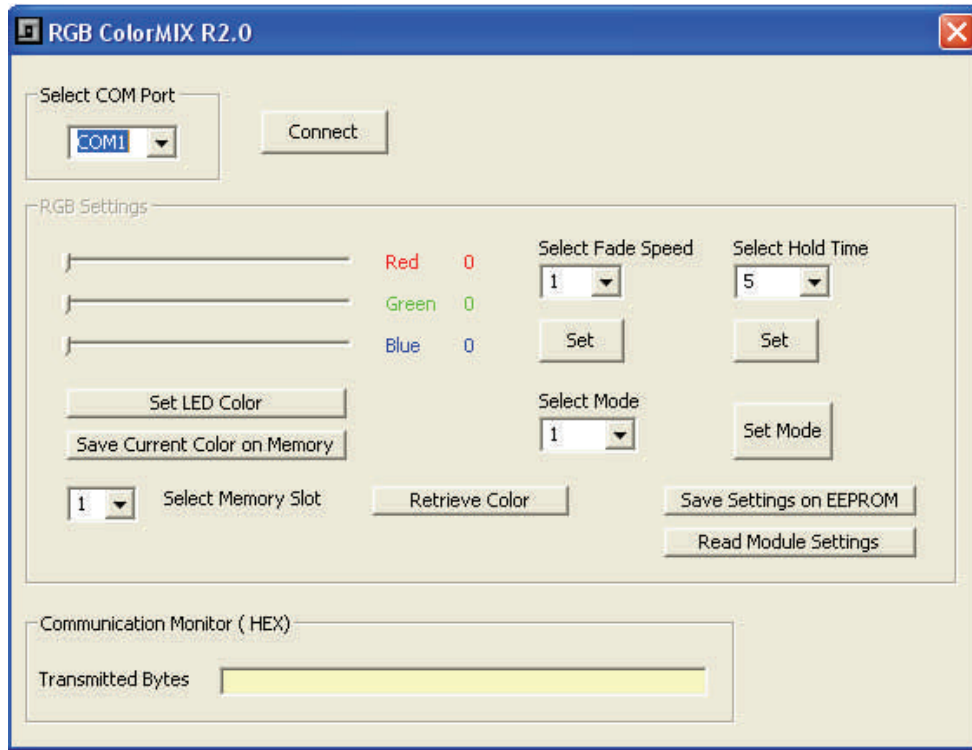 RGB ColorMIX R2.0
Select COM Port
COM1
Connect
RGB Settings
Red 0
Green 0
Blue 0
Select Fade Speed
1
Set
Select Hold Time
5
Set
Set LED Color
Save Current Color on Memory
Select Mode
1
Set Mode
1 Select Memory Slot
Retrieve Color
Save Settings on EEPROM
Read Module Settings
Communication Monitor ( HEX)
Transmitted Bytes